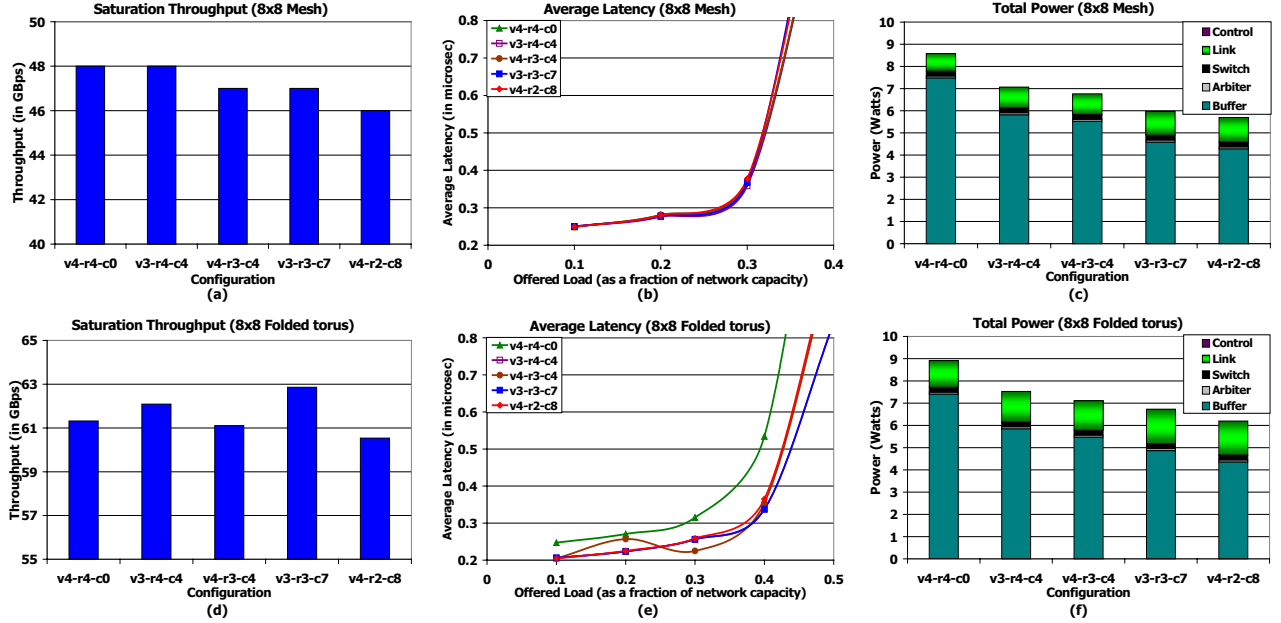 Saturation Throughput (8x8 Mesh)
50
48
46
44
42
40
Throughput (in GBps)
v4-r4-c0 v3-r4-c4 v4-r3-c4 v3-r3-c7 v4-r2-c8
Configuration
(a)
Average Latency (8x8 Mesh)
0.8
0.7
0.6
0.5
0.4
0.3
0.2
Average Latency (in microsec)
v4-r4-c0
v3-r4-c4
v4-r3-c4
v3-r3-c7
v4-r2-c8
0 0.1 0.2 0.3 0.4
Offered Load (as a fraction of network capacity)
(b)
Total Power (8x8 Mesh)
10
9
8
7
6
5
4
3
2
1
0
Power (Watts)
Control
Link
Switch
Arbiter
Buffer
v4-r4-c0 v3-r4-c4 v4-r3-c4 v3-r3-c7 v4-r2-c8
Configuration
(c)
Saturation Throughput (8x8 Folded torus)
65
63
61
59
57
55
Throughput (in GBps)
v4-r4-c0 v3-r4-c4 v4-r3-c4 v3-r3-c7 v4-r2-c8
Configuration
(d)
Average Latency (8x8 Folded torus)
0.8
0.7
0.6
0.5
0.4
0.3
0.2
Average Latency (in microsec)
v4-r4-c0
v3-r4-c4
v4-r3-c4
v3-r3-c7
v4-r2-c8
0 0.1 0.2 0.3 0.4 0.5
Offered Load (as a fraction of network capacity)
(e)
Total Power (8x8 Folded torus)
10
9
8
7
6
5
4
3
2
1
0
Power (Watts)
Control
Link
Switch
Arbiter
Buffer
v4-r4-c0 v3-r4-c4 v4-r3-c4 v3-r3-c7 v4-r2-c8
Configuration
(f)